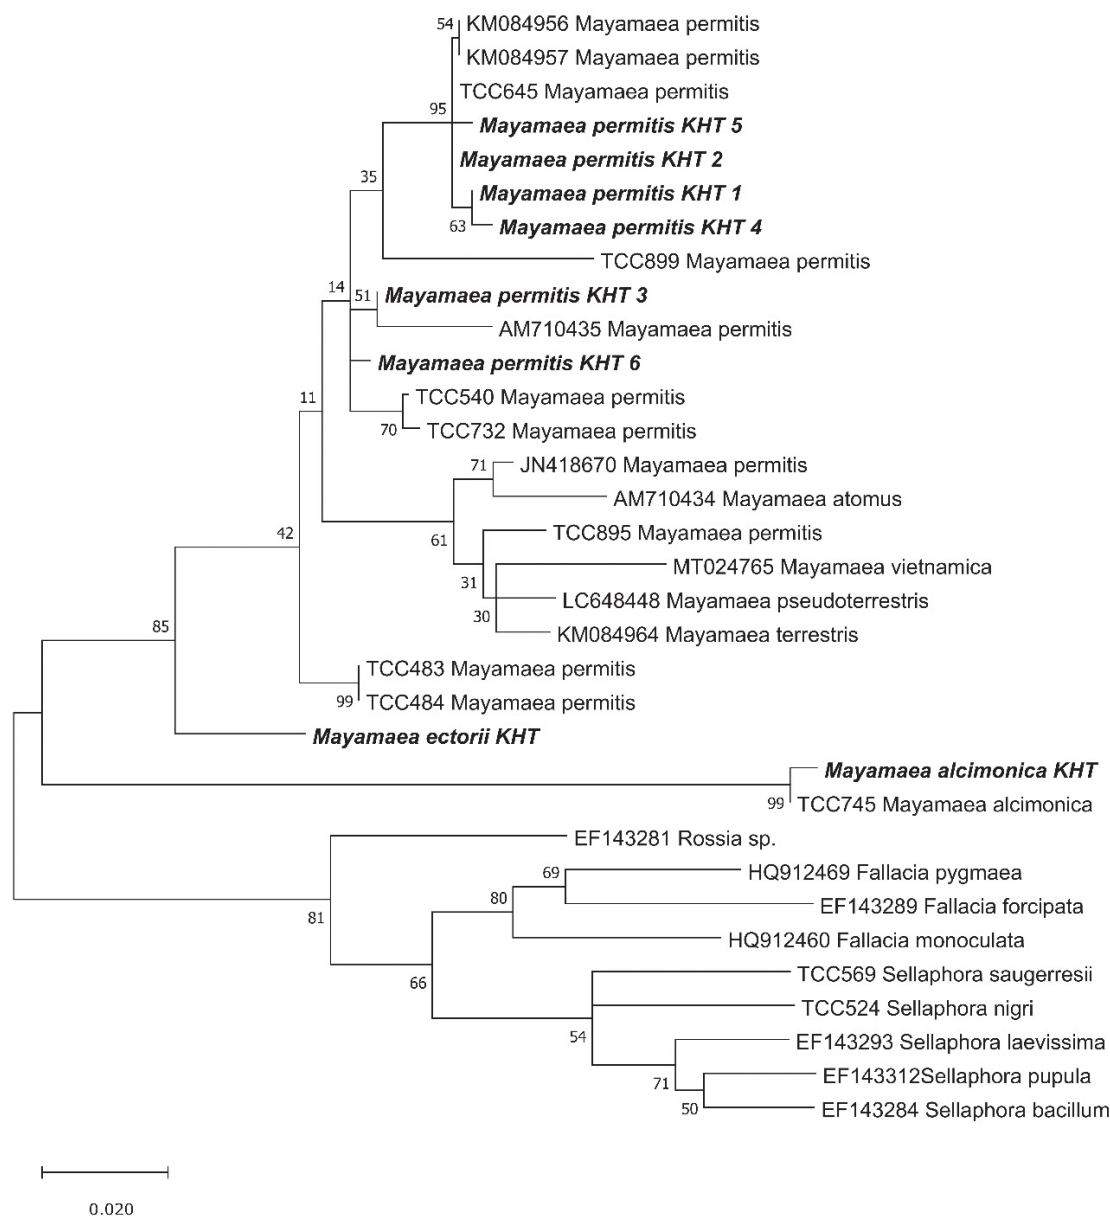 54
KM084956 Mayamaea permitis
KM084957 Mayamaea permitis
TCC645 Mayamaea permitis
95
Mayamaea permitis KHT 5
Mayamaea permitis KHT 2
35
Mayamaea permitis KHT 1
63
Mayamaea permitis KHT 4
TCC899 Mayamaea permitis
14
51
Mayamaea permitis KHT 3
AM710435 Mayamaea permitis
Mayamaea permitis KHT 6
11
TCC540 Mayamaea permitis
70
TCC732 Mayamaea permitis
71
JN418670 Mayamaea permitis
AM710434 Mayamaea atomus
42
61
TCC895 Mayamaea permitis
MT024765 Mayamaea vietnamica
31
LC648448 Mayamaea pseudoterrestris
30
KM084964 Mayamaea terrestris
85
TCC483 Mayamaea permitis
99
TCC484 Mayamaea permitis
Mayamaea ectorii KHT
Mayamaea alcimonica KHT
99
TCC745 Mayamaea alcimonica
EF143281 Rossia sp.
69
HQ912469 Fallacia pygmaea
80
EF143289 Fallacia forcipata
81
HQ912460 Fallacia monoculata
66
TCC569 Sellaphora saugerresii
TCC524 Sellaphora nigri
54
EF143293 Sellaphora laevissima
71
EF143312Sellaphora pupula
50
EF143284 Sellaphora bacillum
0.020